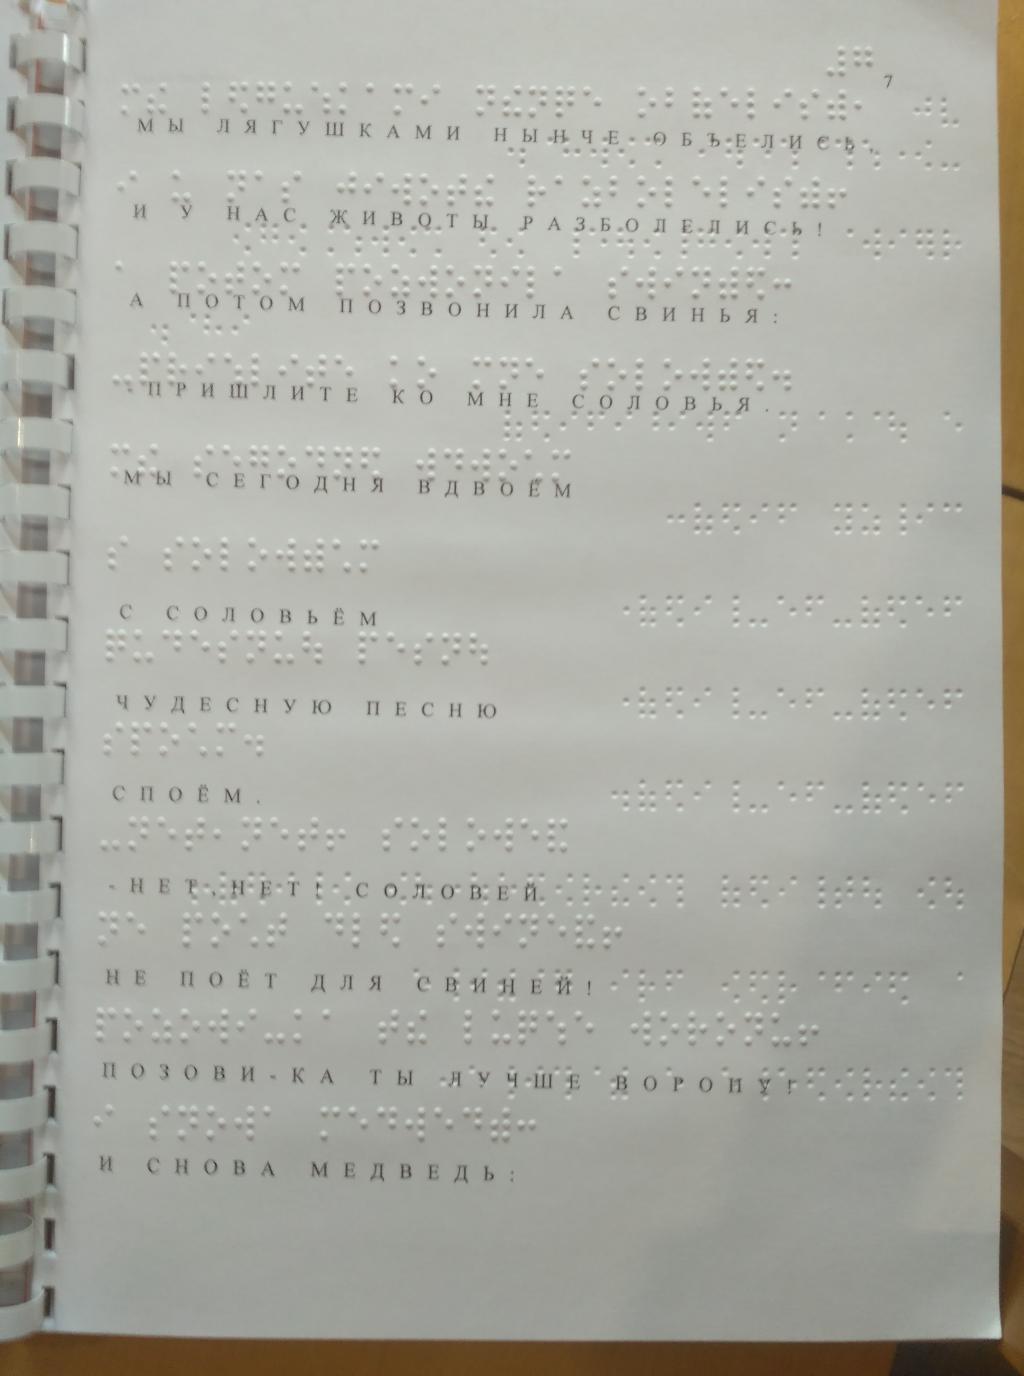 7
МЫ ЛЯГУШКАМИ НЫНЧЕ ОБЪЕЛИСЬ,
И У НАС ЖИВОТЫ РАЗБОЛЕЛИСЬ!
А ПОТОМ ПОЗВОНИЛА СВИНЬЯ:
-ПРИШЛИТЕ КО МНЕ СОЛОВЬЯ.
МЫ СЕГОДНЯ ВДВОЁМ
С СОЛОВЬЁМ
ЧУДЕСНУЮ ПЕСНЮ
СПОЁМ.
-НЕТ,НЕТ! СОЛОВЕЙ
НЕ ПОЁТ ДЛЯ СВИНЕЙ!
ПОЗОВИ-КА ТЫ ЛУЧШЕ ВОРОНУ!
И СНОВА МЕДВЕДЬ: